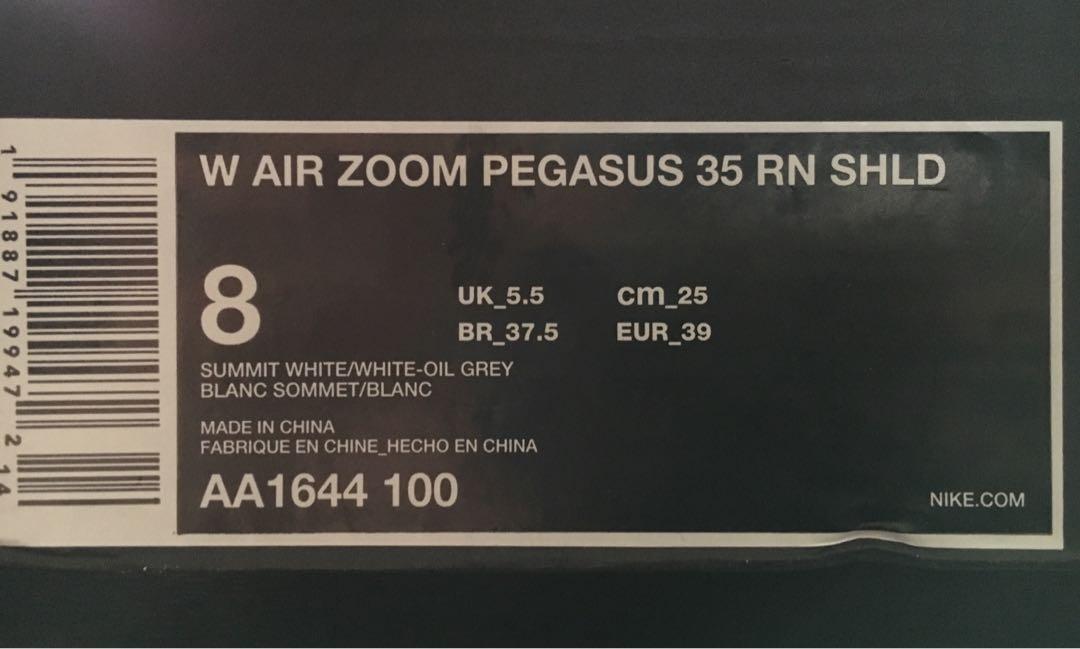 W AIR ZOOM PEGASUS 35 RN SHLD
8
UK_5.5 cm_25
BR_37.5 EUR_39
SUMMIT WHITE/WHITE-OIL GREY
BLANC SOMMET/BLANC
MADE IN CHINA
FABRIQUE EN CHINE_HECHO EN CHINA
AA1644 100
NIKE.COM
1 91887 19947 2 14